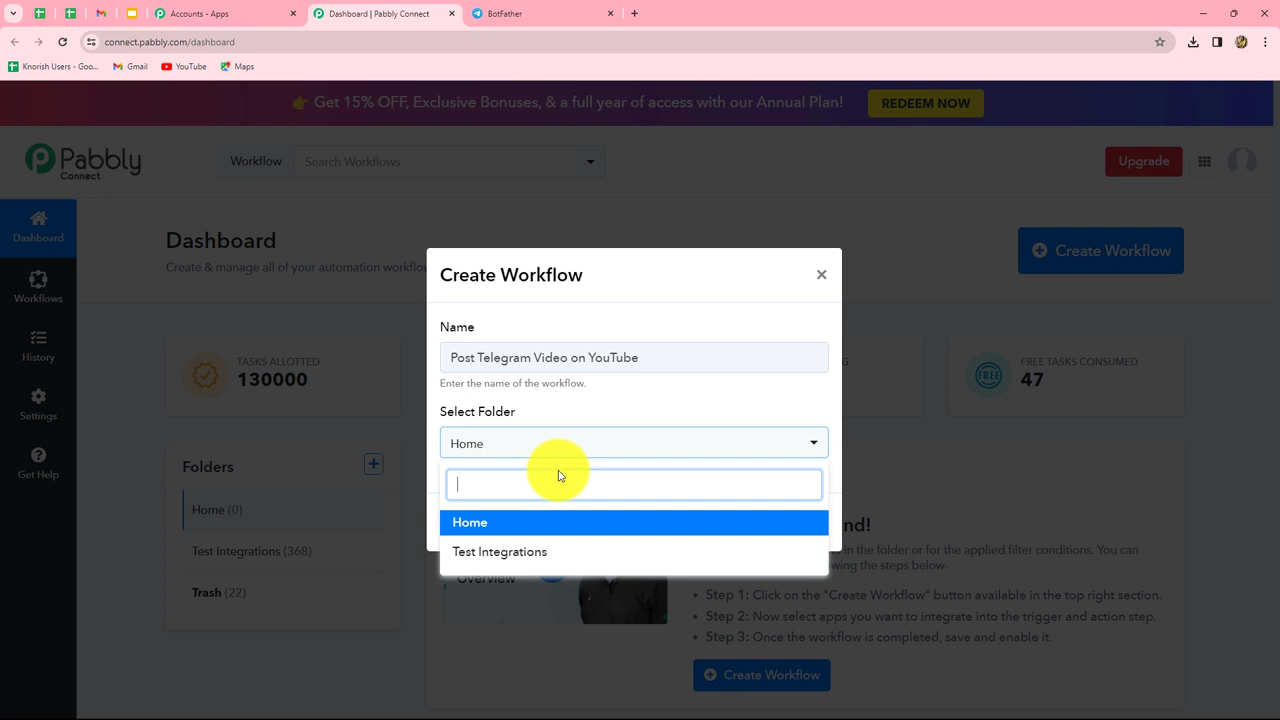 Accounts - Apps
Dashboard | Pabbly Connect
BotFather
connect.pabbly.com/dashboard
Knorish Users - Goo...
Gmail
YouTube
Maps
👉 Get 15% OFF, Exclusive Bonuses, & a full year of access with our Annual Plan!
REDEEM NOW
Pabbly
Connect
Workflow
Search Workflows
Upgrade
Dashboard
Workflows
History
Settings
Get Help
Dashboard
Create & manage all of your automation workflow
Create Workflow
TASKS ALLOTTED
130000
G
FREE TASKS CONSUMED
FREE
47
Folders
Home (0)
Test Integrations (368)
Trash (22)
Create Workflow
Name
Post Telegram Video on YouTube
Enter the name of the workflow.
Select Folder
Home
Home
Test Integrations
Overview
nd!
in the folder or for the applied filter conditions. You can
wing the steps below-
Step 1: Click on the "Create Workflow" button available in the top right section.
Step 2: Now select apps you want to integrate into the trigger and action step.
Step 3: Once the workflow is completed, save and enable it.
Create Workflow